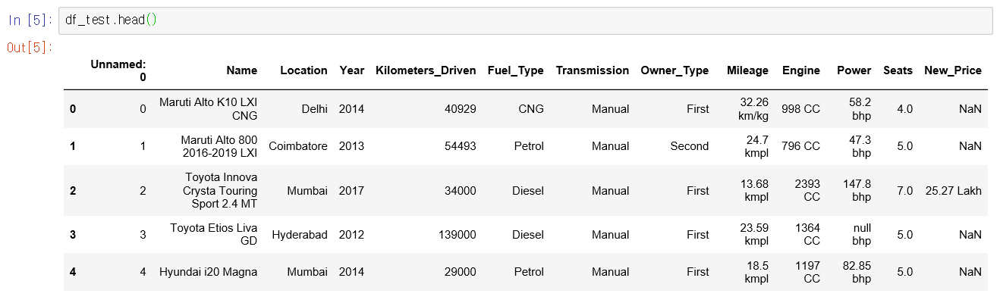 In [5]: df_test.head()
Out[5]:
Unnamed: 0 Name Location Year Kilometers_Driven Fuel_Type Transmission Owner_Type Mileage Engine Power Seats New_Price
0 0 Maruti Alto K10 LXI CNG Delhi 2014 40929 CNG Manual First 32.26 km/kg 998 CC 58.2 bhp 4.0 NaN
1 1 Maruti Alto 800 2016-2019 LXI Coimbatore 2013 54493 Petrol Manual Second 24.7 kmpl 796 CC 47.3 bhp 5.0 NaN
2 2 Toyota Innova Crysta Touring Sport 2.4 MT Mumbai 2017 34000 Diesel Manual First 13.68 kmpl 2393 CC 147.8 bhp 7.0 25.27 Lakh
3 3 Toyota Etios Liva GD Hyderabad 2012 139000 Diesel Manual First 23.59 kmpl 1364 CC null bhp 5.0 NaN
4 4 Hyundai i20 Magna Mumbai 2014 29000 Petrol Manual First 18.5 kmpl 1197 CC 82.85 bhp 5.0 NaN